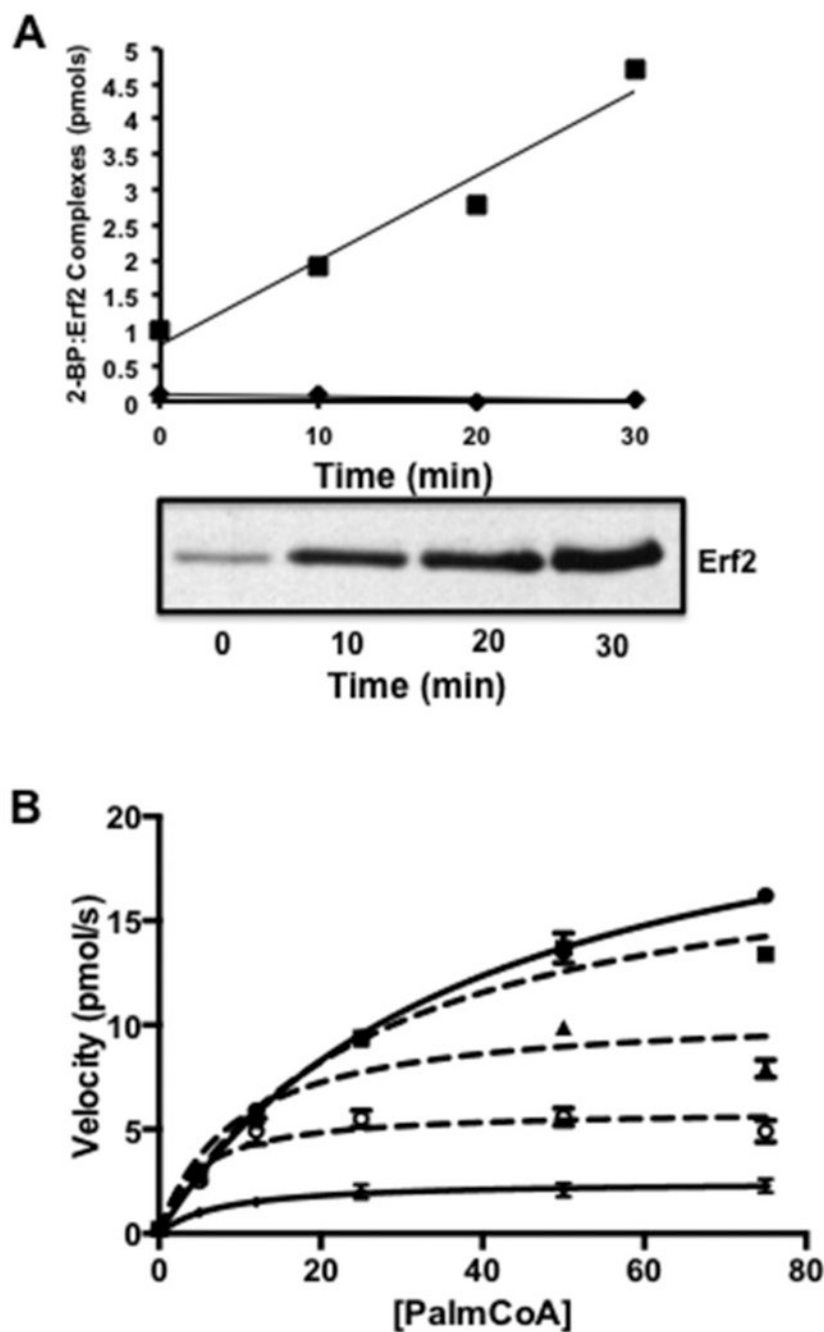 A
5
4.5
4
3.5
3
2.5
2
1.5
1
0.5
0
2-BP:Erf2 Complexes (pmols)
0 10 20 30
Time (min)
Erf2
0 10 20 30
Time (min)
B
20
15
10
5
0
Velocity (pmol/s)
0 20 40 60 80
[PalmCoA]